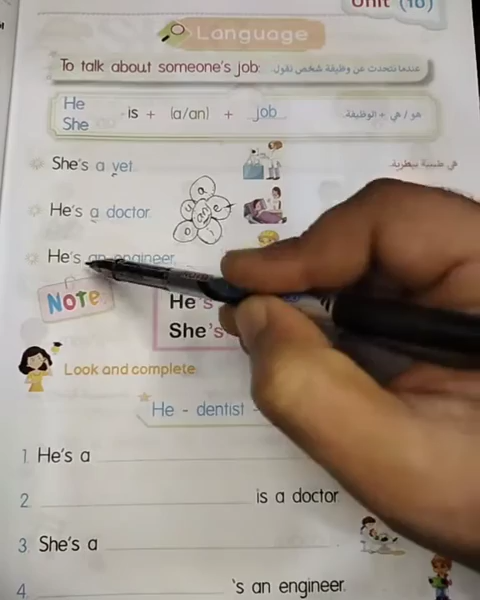 Unit (10)
Language
To talk about someone's job: عندما نتحدث عن وظيفة شخص نقول
He
She
is + (a/an) + job
هو / هي + الوظيفة.
She's a vet.
هي طبيبة بيطرية.
He's a doctor.
a
u an e
o i
He's an engineer.
Note
He's
She's
Look and complete
He - dentist -
1. He's a
2. is a doctor.
3. She's a
4. 's an engineer.